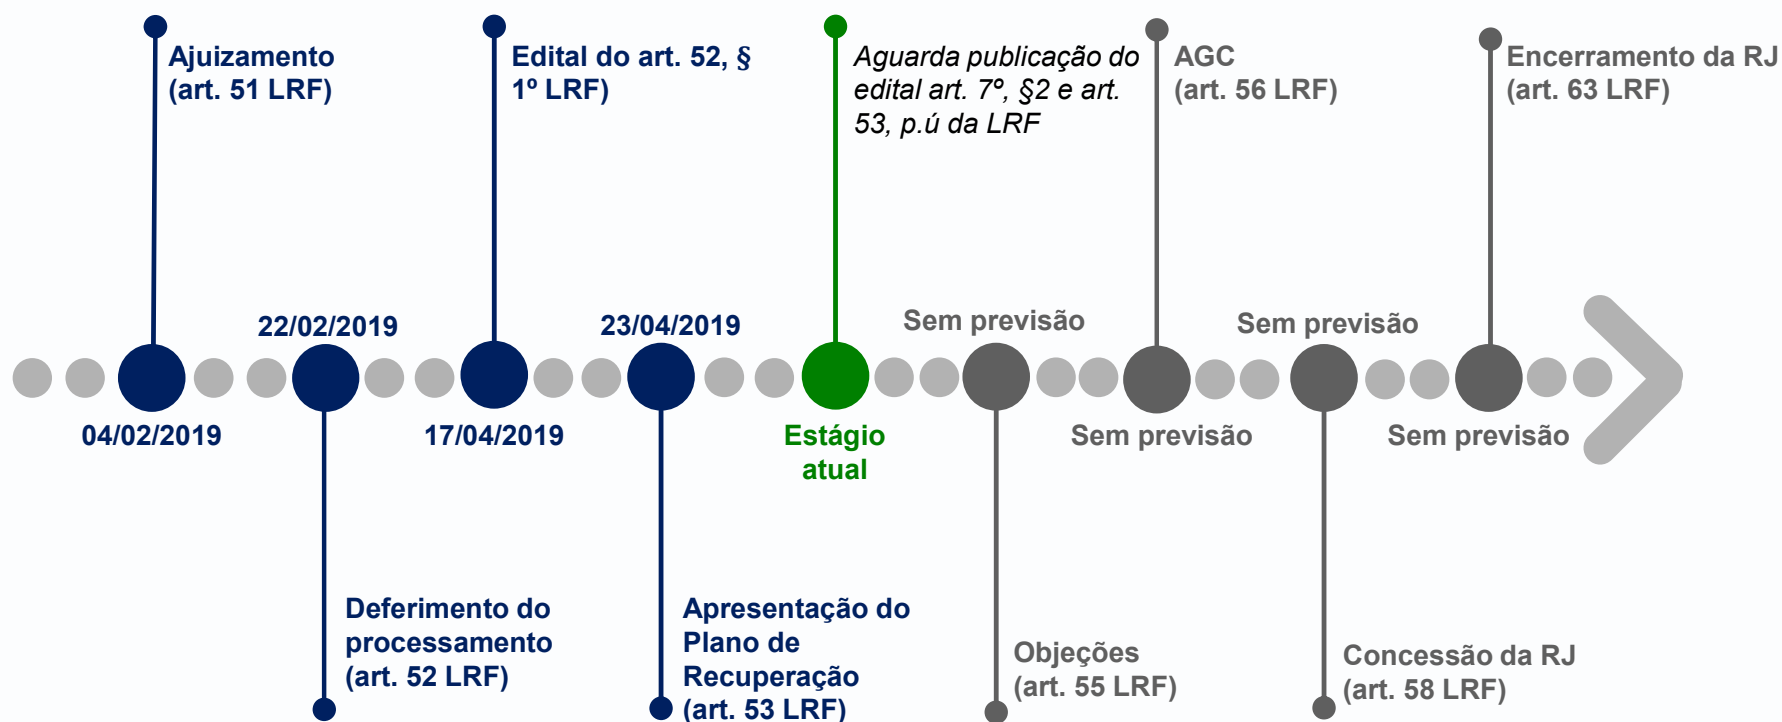 Ajuizamento
(art. 51 LRF)
Edital do art. 52, §
1º LRF)
Aguarda publicação do
edital art. 7º, §2 e art.
53, p.ú da LRF
AGC
(art. 56 LRF)
Encerramento da RJ
(art. 63 LRF)
22/02/2019
23/04/2019
Sem previsão
Sem previsão
04/02/2019
17/04/2019
Estágio
atual
Sem previsão
Sem previsão
Deferimento do
processamento
(art. 52 LRF)
Apresentação do
Plano de
Recuperação
(art. 53 LRF)
Objeções
(art. 55 LRF)
Concessão da RJ
(art. 58 LRF)